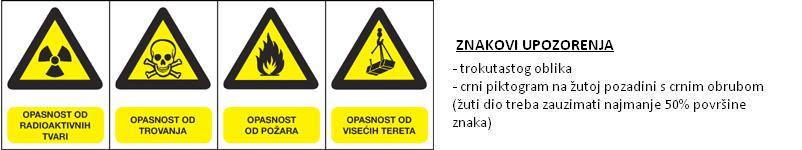 OPASNOST OD
RADIOAKTIVNIH
TVARI
OPASNOST OD
TROVANJA
OPASNOST
OD POŽARA
OPASNOST OD
VISEĆIH TERETA
ZNAKOVI UPOZORENJA
- trokutastog oblika
- crni piktogram na žutoj pozadini s crnim obrubom
(žuti dio treba zauzimati najmanje 50% površine
znaka)